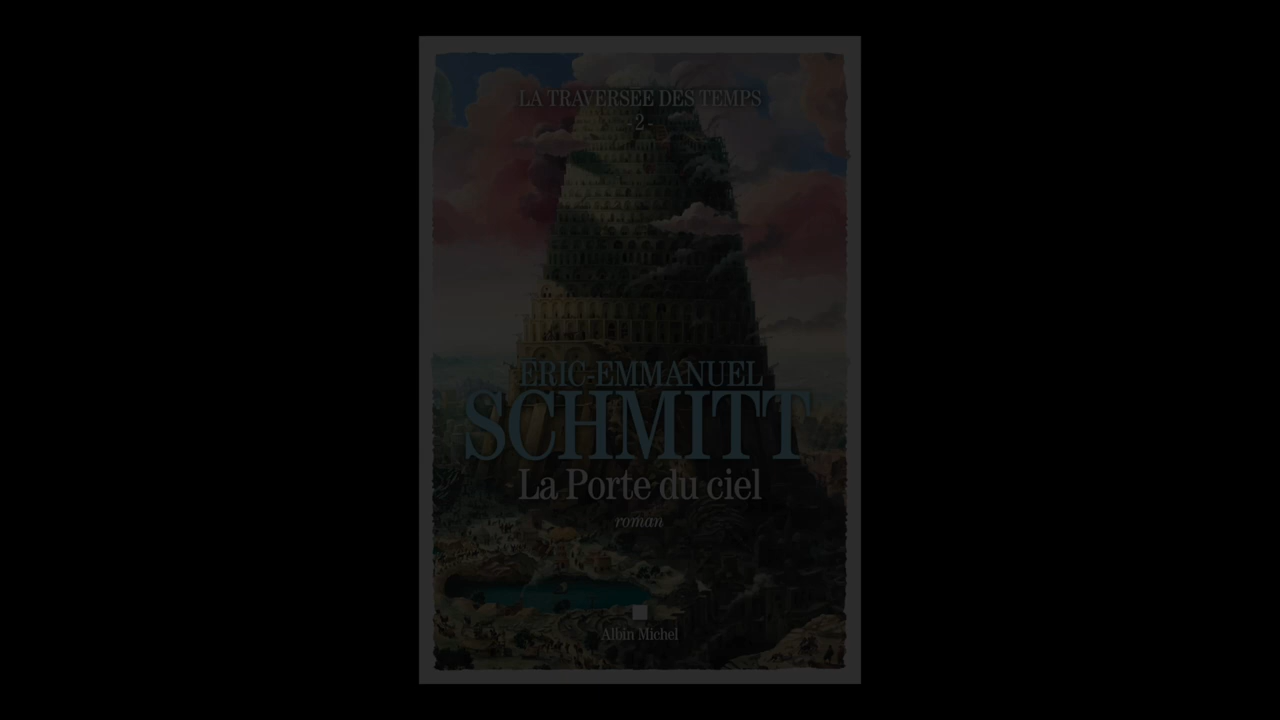 LA TRAVERSÉE DES TEMPS
- 2 -
ÉRIC-EMMANUEL
SCHMITT
La Porte du ciel
roman
Albin Michel